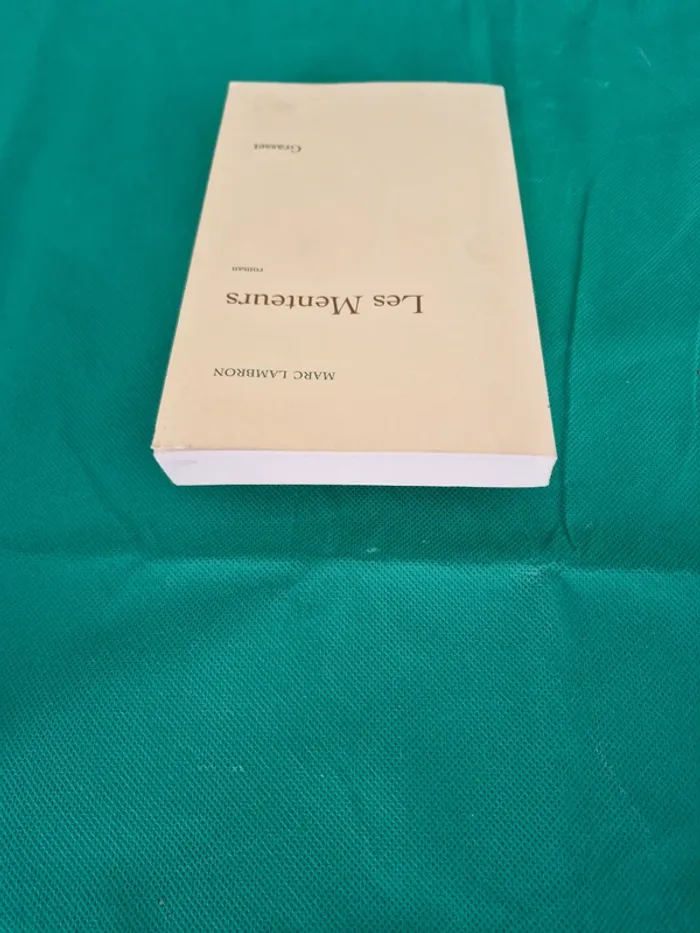 MARC LAMBRON
Les Menteurs
roman
Grasset